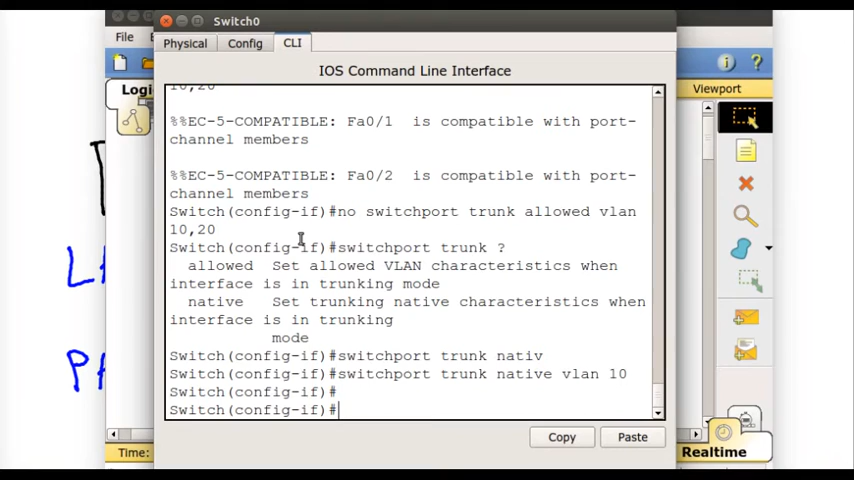 Switch0
File
Physical
Config
CLI
IOS Command Line Interface
Viewport
10,20
%%EC-5-COMPATIBLE: Fa0/1  is compatible with port-
channel members
%%EC-5-COMPATIBLE: Fa0/2  is compatible with port-
channel members
Switch(config-if)#no switchport trunk allowed vlan
10,20
Switch(config-if)#switchport trunk ?
allowed  Set allowed VLAN characteristics when
interface is in trunking mode
native   Set trunking native characteristics when
interface is in trunking
mode
Switch(config-if)#switchport trunk nativ
Switch(config-if)#switchport trunk native vlan 10
Switch(config-if)#
Switch(config-if)#
Copy
Paste
Time:
Realtime